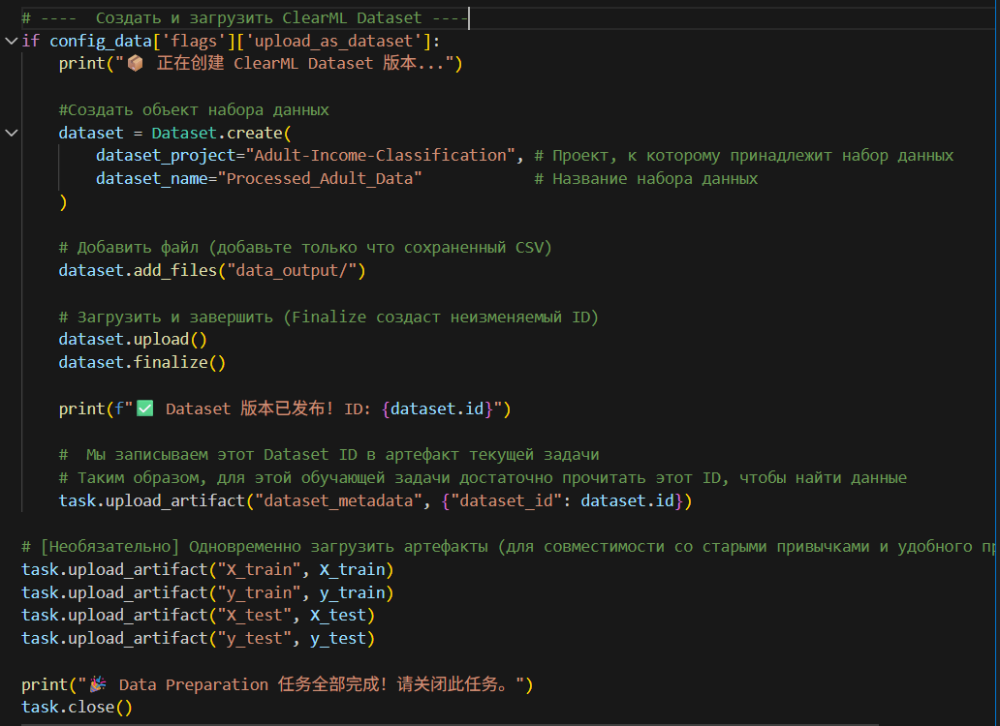 # ----  Создать и загрузить ClearML Dataset ----
if config_data['flags']['upload_as_dataset']:
    print("📦 正在创建 ClearML Dataset 版本...")

    #Создать объект набора данных
    dataset = Dataset.create(
        dataset_project="Adult-Income-Classification", # Проект, к которому принадлежит набор данных
        dataset_name="Processed_Adult_Data"            # Название набора данных
    )

    # Добавить файл (добавьте только что сохраненный CSV)
    dataset.add_files("data_output/")

    # Загрузить и завершить (Finalize создаст неизменяемый ID)
    dataset.upload()
    dataset.finalize()

    print(f"✅ Dataset 版本已发布! ID: {dataset.id}")

    #  Мы записываем этот Dataset ID в артефакт текущей задачи
    # Таким образом, для этой обучающей задачи достаточно прочитать этот ID, чтобы найти данные
    task.upload_artifact("dataset_metadata", {"dataset_id": dataset.id})

# [Необязательно] Одновременно загрузить артефакты (для совместимости со старыми привычками и удобного
task.upload_artifact("X_train", X_train)
task.upload_artifact("y_train", y_train)
task.upload_artifact("X_test", X_test)
task.upload_artifact("y_test", y_test)

print("🎉 Data Preparation 任务全部完成! 请关闭此任务。")
task.close()